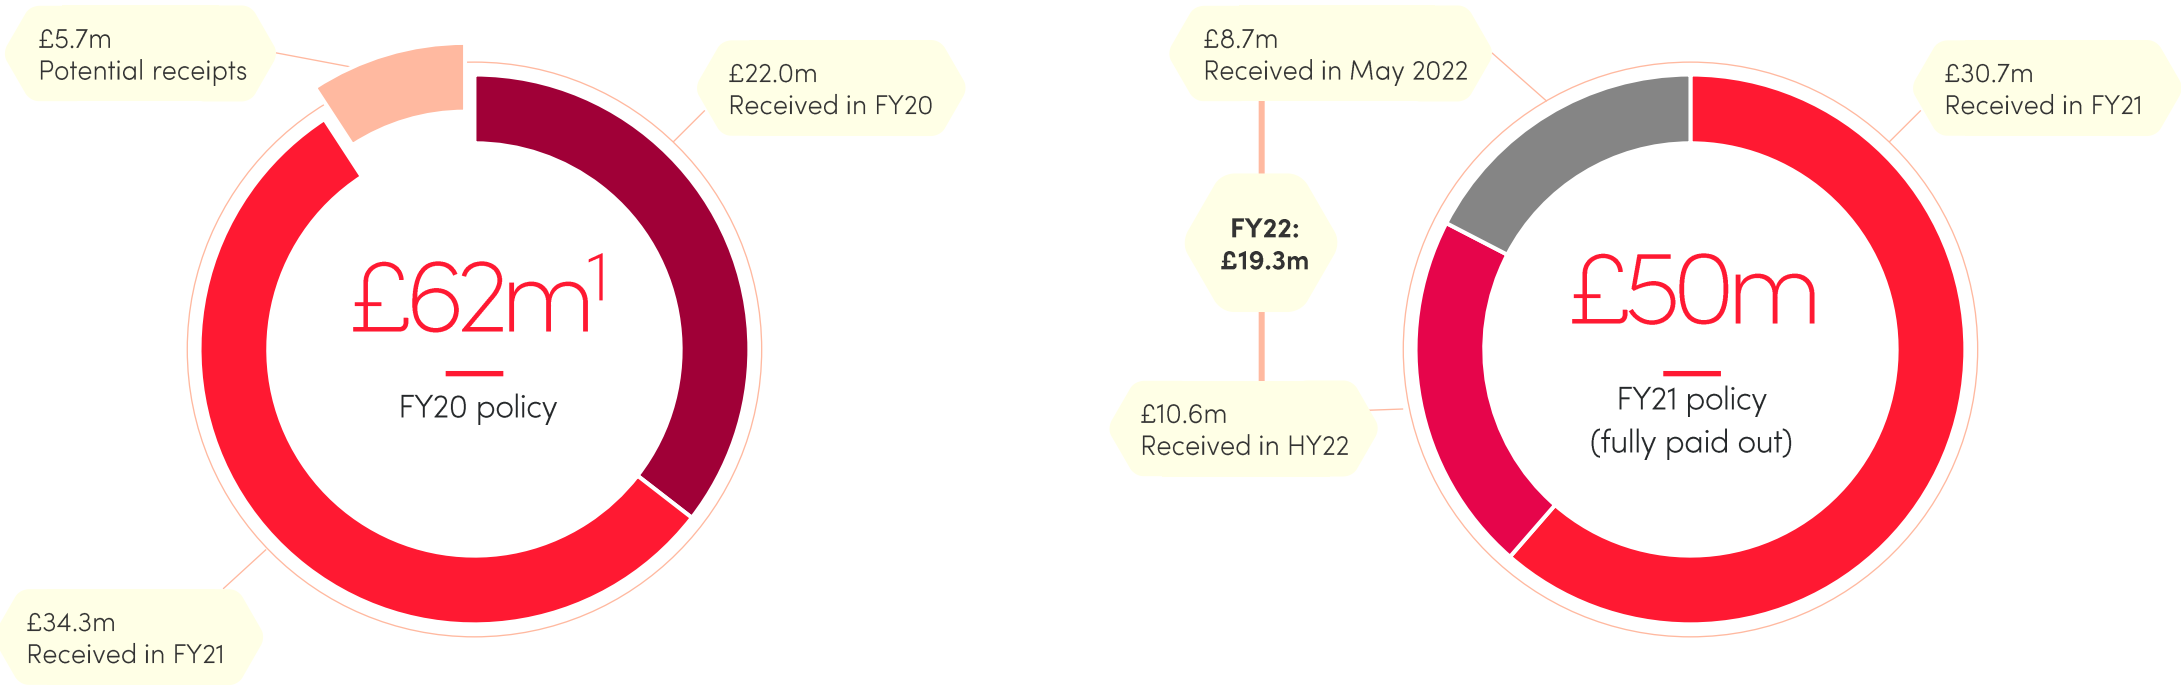 £5.7m
Potential receipts
£22.0m
Received in FY20
£62m¹
FY20 policy
£34.3m
Received in FY21
£8.7m
Received in May 2022
£30.7m
Received in FY21
FY22:
£19.3m
£50m
FY21 policy
(fully paid out)
£10.6m
Received in HY22